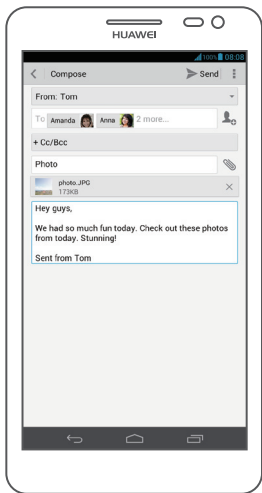 HUAWEI
100% 08:08
Compose Send
From: Tom
To Amanda Anna 2 more...
+ Cc/Bcc
Photo
photo.JPG
173KB
Hey guys,
We had so much fun today. Check out these photos
from today. Stunning!
Sent from Tom